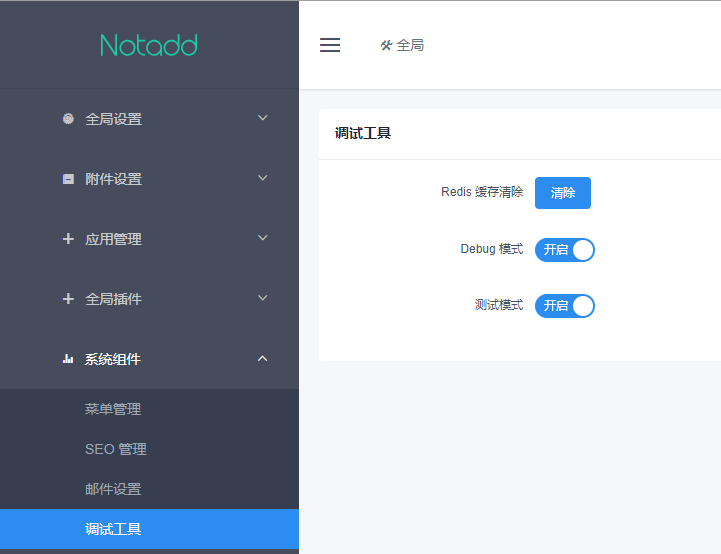 Notadd
全局
全局设置
附件设置
应用管理
全局插件
系统组件
菜单管理
SEO 管理
邮件设置
调试工具
调试工具
Redis 缓存清除 清除
Debug 模式 开启
测试模式 开启